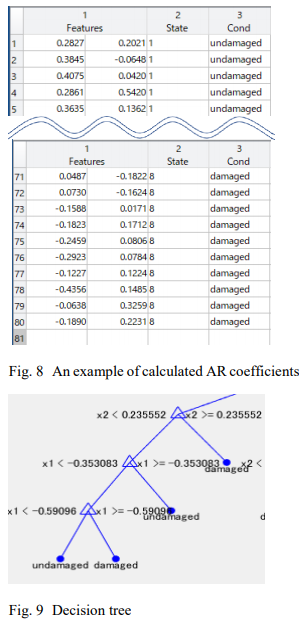 1 2 3
Features State Cond
1 0.2827 0.2021 1 undamaged
2 0.3845 -0.0648 1 undamaged
3 0.4075 0.0420 1 undamaged
4 0.2861 0.5420 1 undamaged
5 0.3635 0.1362 1 undamaged
1 2 3
Features State Cond
71 0.0487 -0.1822 8 damaged
72 0.0730 -0.1624 8 damaged
73 -0.1588 0.0171 8 damaged
74 -0.1823 0.1712 8 damaged
75 -0.2459 0.0806 8 damaged
76 -0.2923 0.0784 8 damaged
77 -0.1227 0.1224 8 damaged
78 -0.4356 0.1485 8 damaged
79 -0.0638 0.3259 8 damaged
80 -0.1890 0.2231 8 damaged
81
Fig. 8 An example of calculated AR coefficients
x2 < 0.235552 x2 >= 0.235552
x1 < -0.353083 x1 >= -0.353083 x2 <
damaged
x1 < -0.59096 x1 >= -0.59096
undamaged d
undamaged damaged
Fig. 9 Decision tree